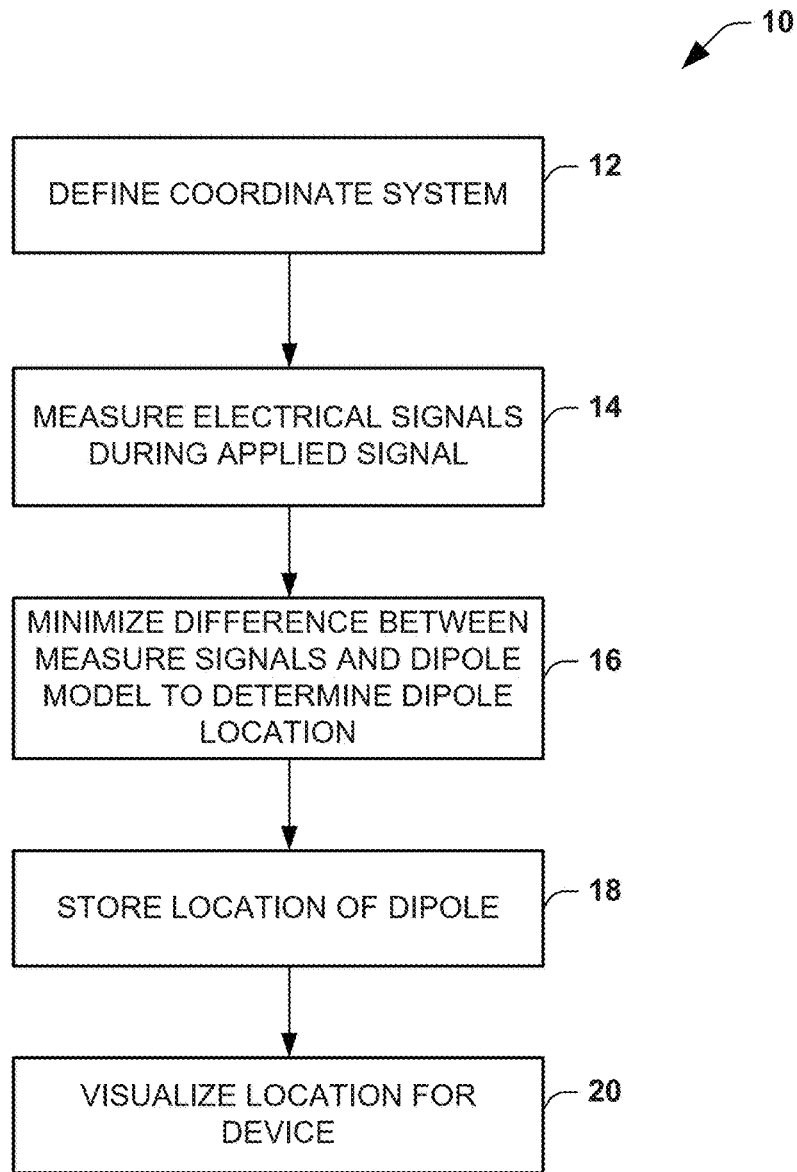 10
DEFINE COORDINATE SYSTEM
12
MEASURE ELECTRICAL SIGNALS
DURING APPLIED SIGNAL
14
MINIMIZE DIFFERENCE BETWEEN
MEASURE SIGNALS AND DIPOLE
MODEL TO DETERMINE DIPOLE
LOCATION
16
STORE LOCATION OF DIPOLE
18
VISUALIZE LOCATION FOR
DEVICE
20